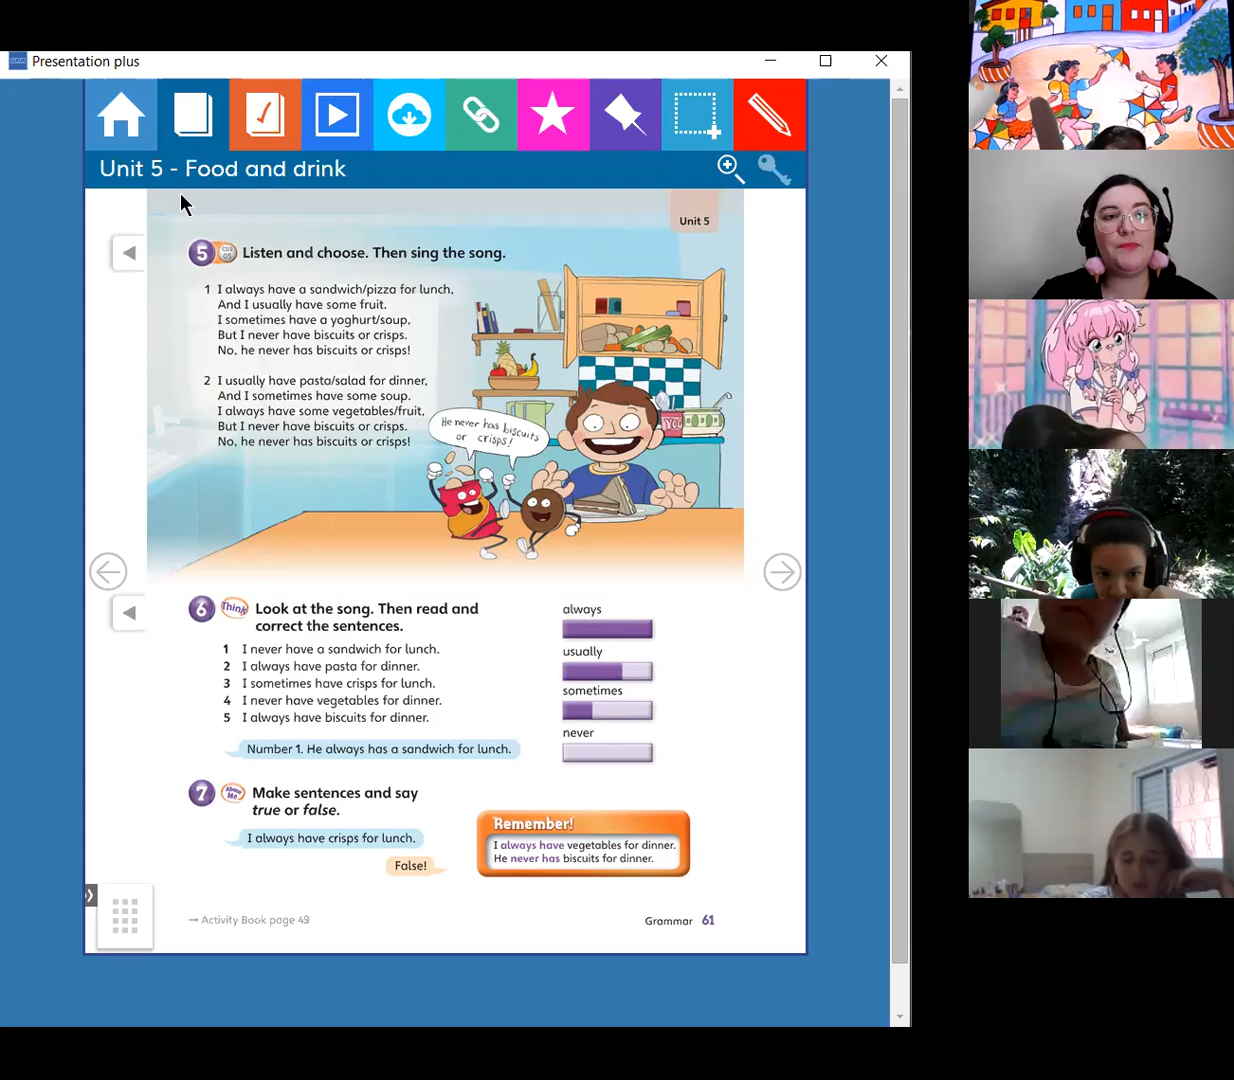 Presentation plus
Unit 5 - Food and drink
Unit 5
5 Listen and choose. Then sing the song.
1 I always have a sandwich/pizza for lunch,
And I usually have some fruit.
I sometimes have a yoghurt/soup,
But I never have biscuits or crisps.
No, he never has biscuits or crisps!
2 I usually have pasta/salad for dinner,
And I sometimes have some soup.
I always have some vegetables/fruit,
But I never have biscuits or crisps.
No, he never has biscuits or crisps!
He never has biscuits
or crisps!
YOG
6 Think Look at the song. Then read and
correct the sentences.
1 I never have a sandwich for lunch.
2 I always have pasta for dinner.
3 I sometimes have crisps for lunch.
4 I never have vegetables for dinner.
5 I always have biscuits for dinner.
Number 1. He always has a sandwich for lunch.
always
usually
sometimes
never
7 About Me Make sentences and say
true or false.
I always have crisps for lunch.
False!
Remember!
I always have vegetables for dinner.
He never has biscuits for dinner.
→ Activity Book page 49
Grammar 61